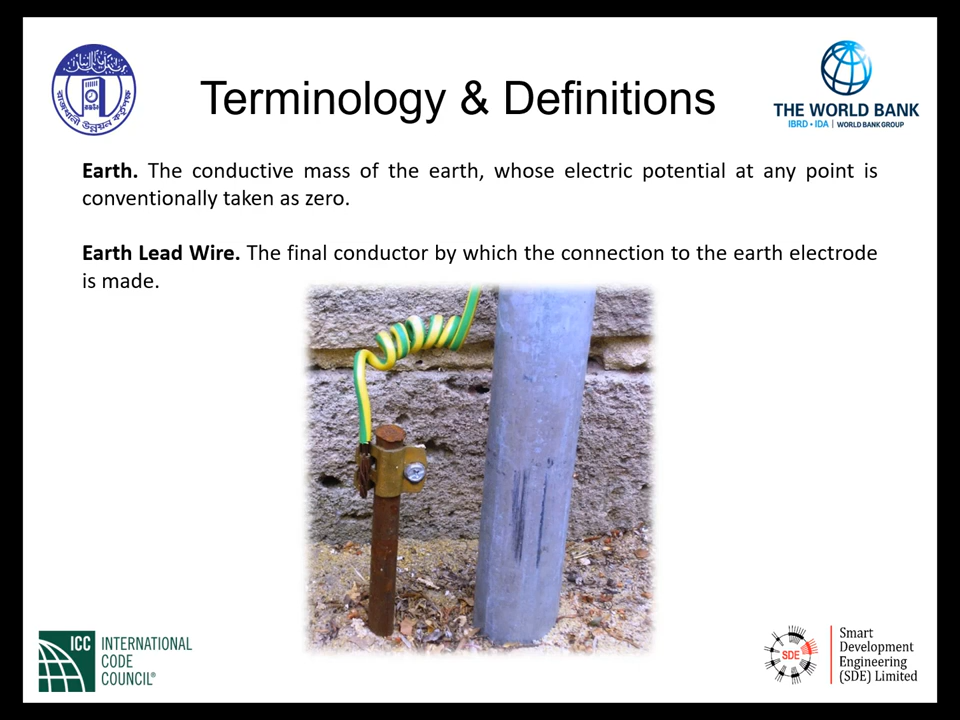 Terminology & Definitions
THE WORLD BANK
IBRD • IDA | WORLD BANK GROUP
Earth. The conductive mass of the earth, whose electric potential at any point is
conventionally taken as zero.
Earth Lead Wire. The final conductor by which the connection to the earth electrode
is made.
ICC INTERNATIONAL
CODE
COUNCIL®
SDE
Smart
Development
Engineering
(SDE) Limited